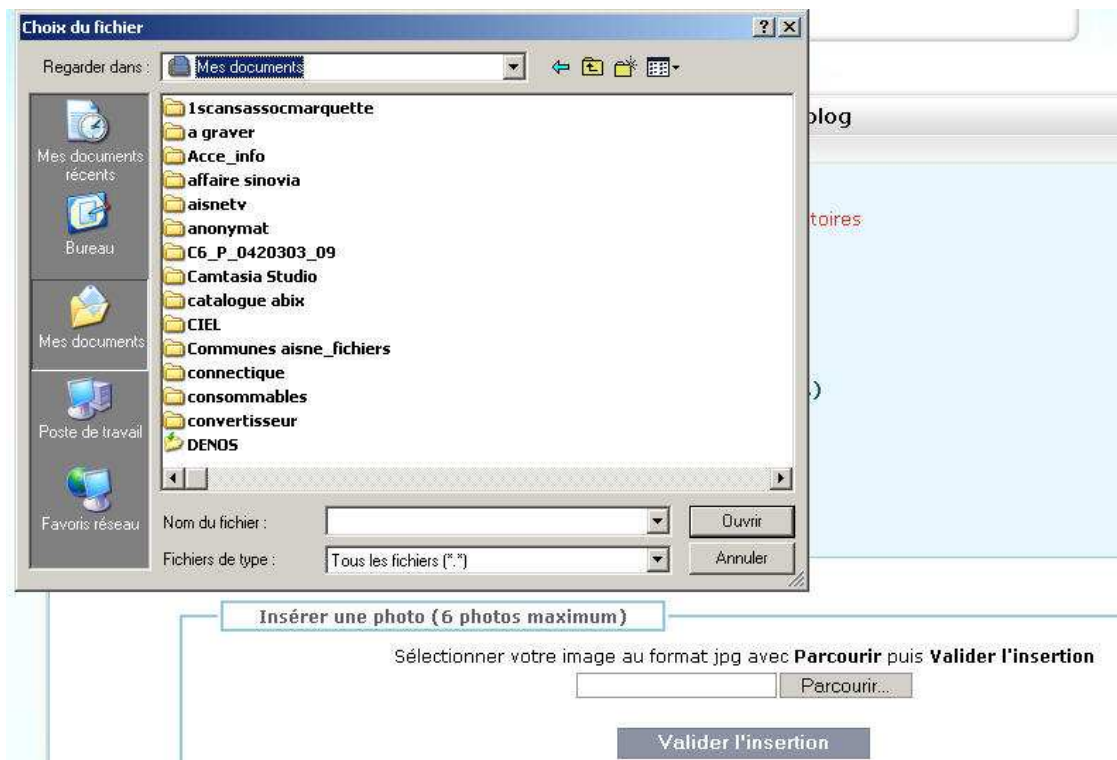 Choix du fichier
Regarder dans :
Mes documents
Mes documents
récents
Bureau
Mes documents
Poste de travail
Favoris réseau
1scansassocmarquette
a graver
Acce_info
affaire sinovia
aisnetv
anonymat
C6_P_0420303_09
Camtasia Studio
catalogue abix
CIEL
Communes aisne_fichiers
connectique
consommables
convertisseur
DENOS
Nom du fichier :
Ouvrir
Fichiers de type :
Tous les fichiers (*.*)
Annuler
blog
toires
.)
Insérer une photo (6 photos maximum)
Sélectionner votre image au format jpg avec Parcourir puis Valider l'insertion
Parcourir...
Valider l'insertion